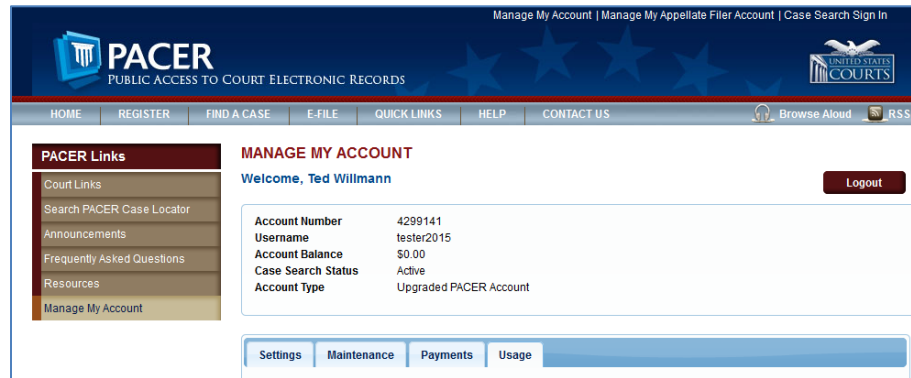 Manage My Account | Manage My Appellate Filer Account | Case Search Sign In
PACER
PUBLIC ACCESS TO COURT ELECTRONIC RECORDS
UNITED STATES
COURTS
HOME REGISTER FIND A CASE E-FILE QUICK LINKS HELP CONTACT US Browse Aloud RSS
PACER Links
Court Links
Search PACER Case Locator
Announcements
Frequently Asked Questions
Resources
Manage My Account
MANAGE MY ACCOUNT
Welcome, Ted Willmann
Logout
Account Number 4299141
Username tester2015
Account Balance $0.00
Case Search Status Active
Account Type Upgraded PACER Account
Settings Maintenance Payments Usage